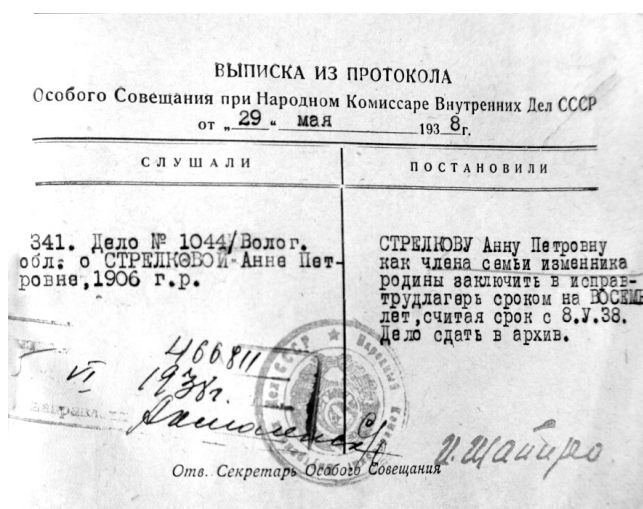 ВЫПИСКА ИЗ ПРОТОКОЛА
Особого Совещания при Народном Комиссаре Внутренних Дел СССР
от „29“ мая 1938г.
СЛУШАЛИ
341. Дело № 1044/Волог.
обл. о СТРЕЛКОВОЙ Анне Пет-
ровне, 1906 г.р.
ПОСТАНОВИЛИ
СТРЕЛКОВУ Анну Петровну
как члена семьи изменника
родины заключить в исправ-
трудлагерь сроком на ВОСЕМЬ
лет, считая срок с 8.V.38.
Дело сдать в архив.
466811
VI 1938г.
Отв. Секретарь Особого Совещания
И. Шапиро